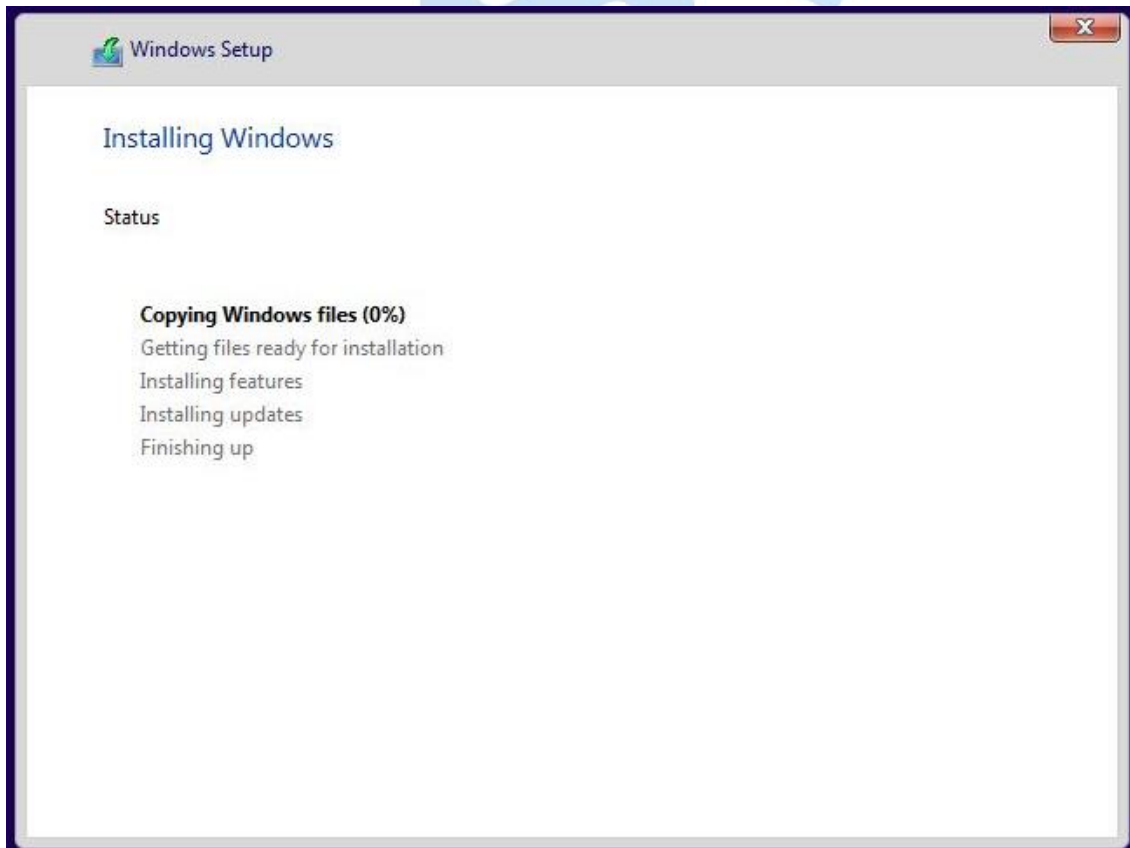 Windows Setup
Installing Windows
Status
Copying Windows files (0%)
Getting files ready for installation
Installing features
Installing updates
Finishing up